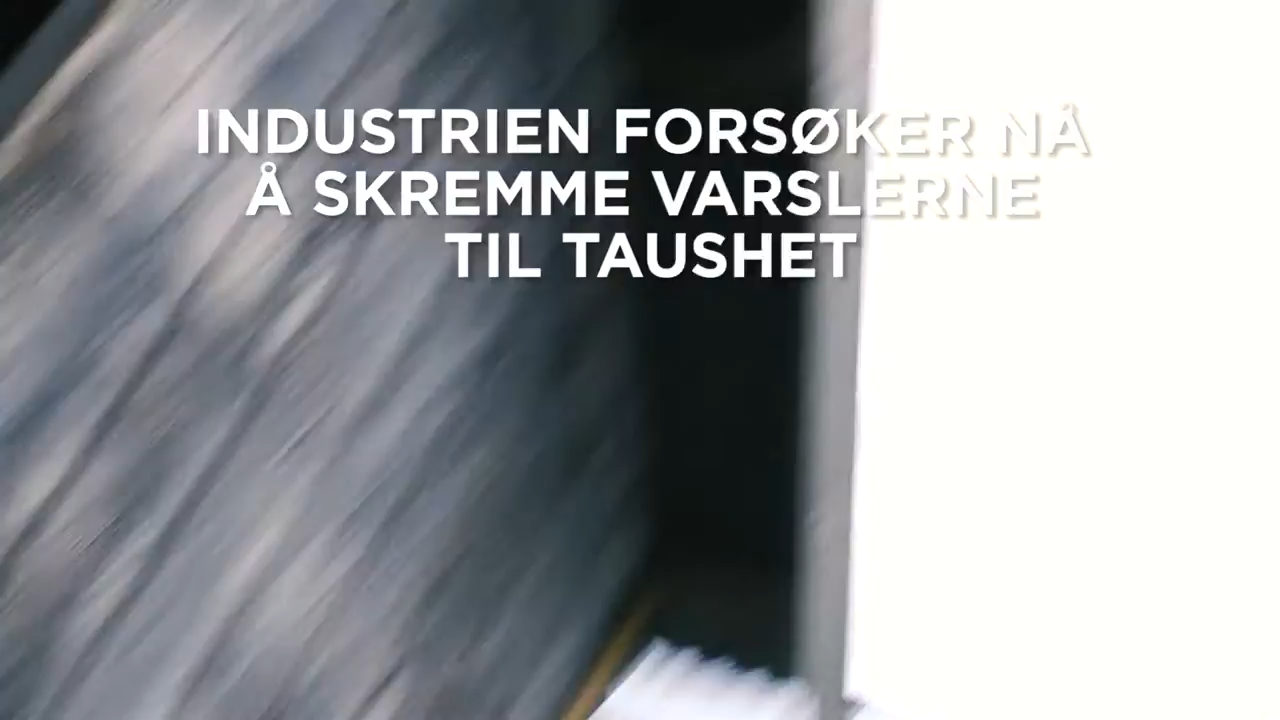 INDUSTRIEN FORSØKER NÅ
Å SKREMME VARSLERNE
TIL TAUSHET